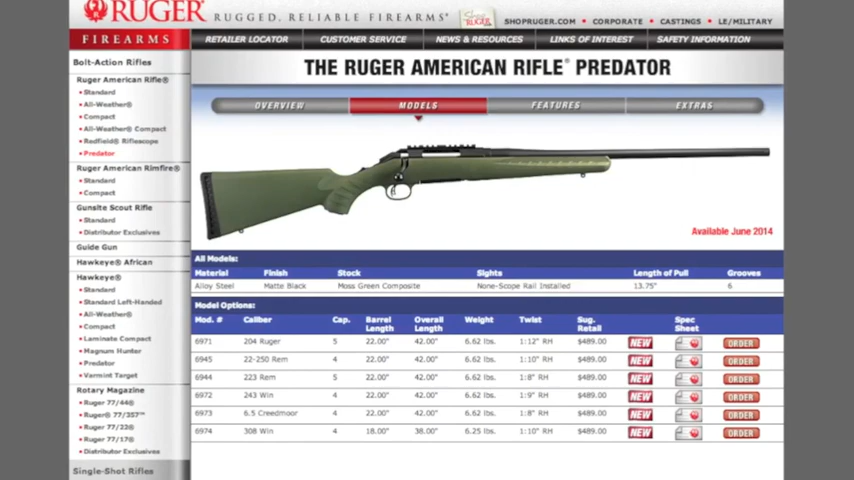 RUGER
RUGGED, RELIABLE FIREARMS®
Shop RUGER
SHOPRUGER.COM • CORPORATE • CASTINGS • LE/MILITARY
FIREARMS
RETAILER LOCATOR
CUSTOMER SERVICE
NEWS & RESOURCES
LINKS OF INTEREST
SAFETY INFORMATION
Bolt-Action Rifles
Ruger American Rifle®
Standard
All-Weather®
Compact
All-Weather® Compact
Redfield® Riflescope
Predator
Ruger American Rimfire®
Standard
Compact
Gunsite Scout Rifle
Standard
Distributor Exclusives
Guide Gun
Hawkeye® African
Hawkeye®
Standard
Standard Left-Handed
All-Weather®
Compact
Laminate Compact
Magnum Hunter
Predator
Varmint Target
Rotary Magazine
Ruger 77/44®
Ruger® 77/357™
Ruger 77/22®
Ruger 77/17®
Distributor Exclusives
Single-Shot Rifles
THE RUGER AMERICAN RIFLE® PREDATOR
OVERVIEW
MODELS
FEATURES
EXTRAS
Available June 2014
All Models:
Material Finish Stock Sights Length of Pull Grooves
Alloy Steel Matte Black Moss Green Composite None-Scope Rail Installed 13.75" 6
Model Options:
Mod. # Caliber Cap. Barrel Length Overall Length Weight Twist Sug. Retail Spec Sheet
6971 204 Ruger 5 22.00" 42.00" 6.62 lbs. 1:12" RH $489.00 NEW ORDER
6945 22-250 Rem 4 22.00" 42.00" 6.62 lbs. 1:10" RH $489.00 NEW ORDER
6944 223 Rem 5 22.00" 42.00" 6.62 lbs. 1:8" RH $489.00 NEW ORDER
6972 243 Win 4 22.00" 42.00" 6.62 lbs. 1:9" RH $489.00 NEW ORDER
6973 6.5 Creedmoor 4 22.00" 42.00" 6.62 lbs. 1:8" RH $489.00 NEW ORDER
6974 308 Win 4 18.00" 38.00" 6.25 lbs. 1:10" RH $489.00 NEW ORDER